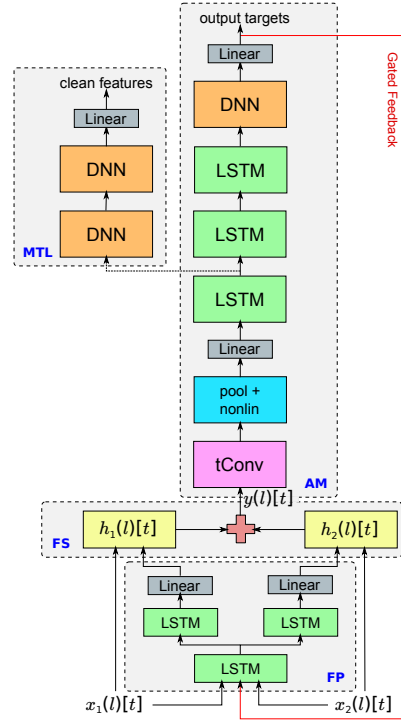 output targets
Linear
Gated Feedback
clean features
DNN
Linear
DNN
LSTM
DNN
LSTM
MTL
LSTM
Linear
pool +
nonlin
tConv
AM
y(l)[t]
h₁(l)[t]
h₂(l)[t]
FS
Linear
Linear
LSTM
LSTM
LSTM
FP
x₁(l)[t]
x₂(l)[t]